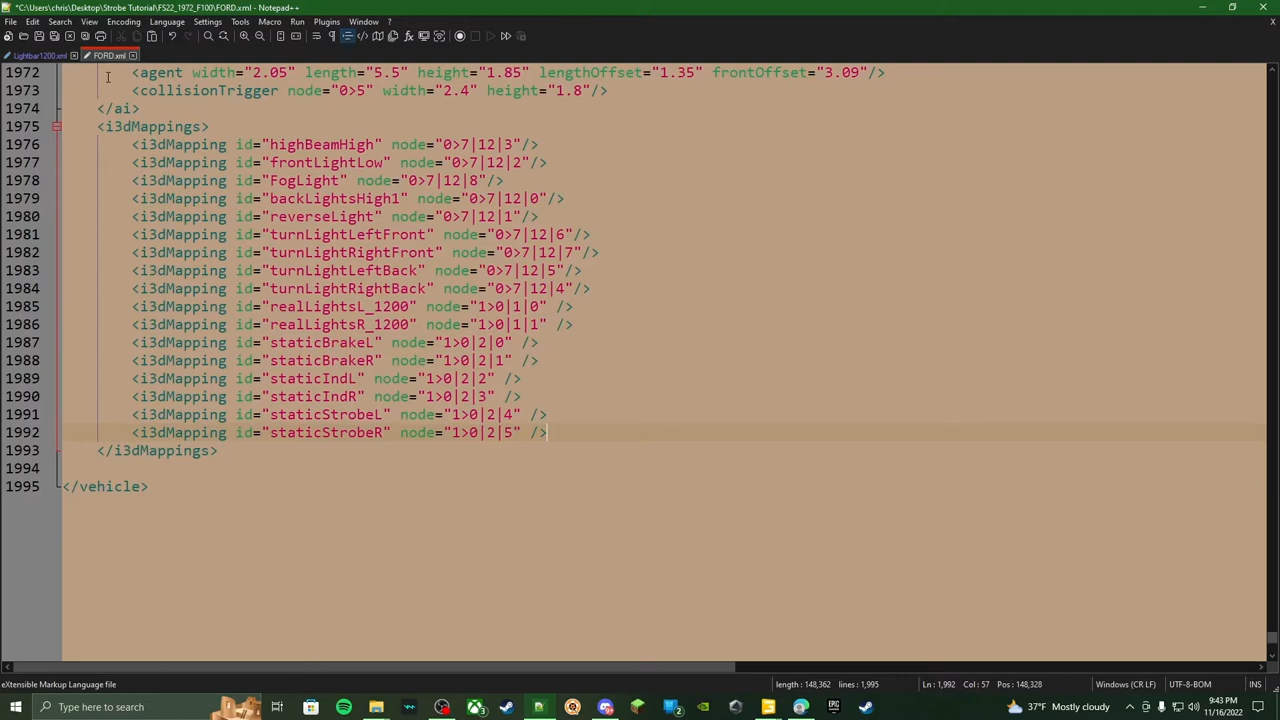 *C:\Users\chris\Desktop\Strobe Tutorial\FS22_1972_F100\FORD.xml - Notepad++
File Edit Search View Encoding Language Settings Tools Macro Run Plugins Window ?
Lightbar1200.xml FORD.xml
1972 <agent width="2.05" length="5.5" height="1.85" lengthOffset="1.35" frontOffset="3.09"/>
1973 <collisionTrigger node="0>5" width="2.4" height="1.8"/>
1974 </ai>
1975 <i3dMappings>
1976 <i3dMapping id="highBeamHigh" node="0>7|12|3"/>
1977 <i3dMapping id="frontLightLow" node="0>7|12|2"/>
1978 <i3dMapping id="FogLight" node="0>7|12|8"/>
1979 <i3dMapping id="backLightsHigh1" node="0>7|12|0"/>
1980 <i3dMapping id="reverseLight" node="0>7|12|1"/>
1981 <i3dMapping id="turnLightLeftFront" node="0>7|12|6"/>
1982 <i3dMapping id="turnLightRightFront" node="0>7|12|7"/>
1983 <i3dMapping id="turnLightLeftBack" node="0>7|12|5"/>
1984 <i3dMapping id="turnLightRightBack" node="0>7|12|4"/>
1985 <i3dMapping id="realLightsL_1200" node="1>0|1|0" />
1986 <i3dMapping id="realLightsR_1200" node="1>0|1|1" />
1987 <i3dMapping id="staticBrakeL" node="1>0|2|0" />
1988 <i3dMapping id="staticBrakeR" node="1>0|2|1" />
1989 <i3dMapping id="staticIndL" node="1>0|2|2" />
1990 <i3dMapping id="staticIndR" node="1>0|2|3" />
1991 <i3dMapping id="staticStrobeL" node="1>0|2|4" />
1992 <i3dMapping id="staticStrobeR" node="1>0|2|5" />
1993 </i3dMappings>
1994
1995 </vehicle>
eXtensible Markup Language file length : 148,362 lines : 1,995 Ln : 1,992 Col : 57 Pos : 148,328 Windows (CR LF) UTF-8-BOM INS
Type here to search 37°F Mostly cloudy 9:43 PM
11/16/2022